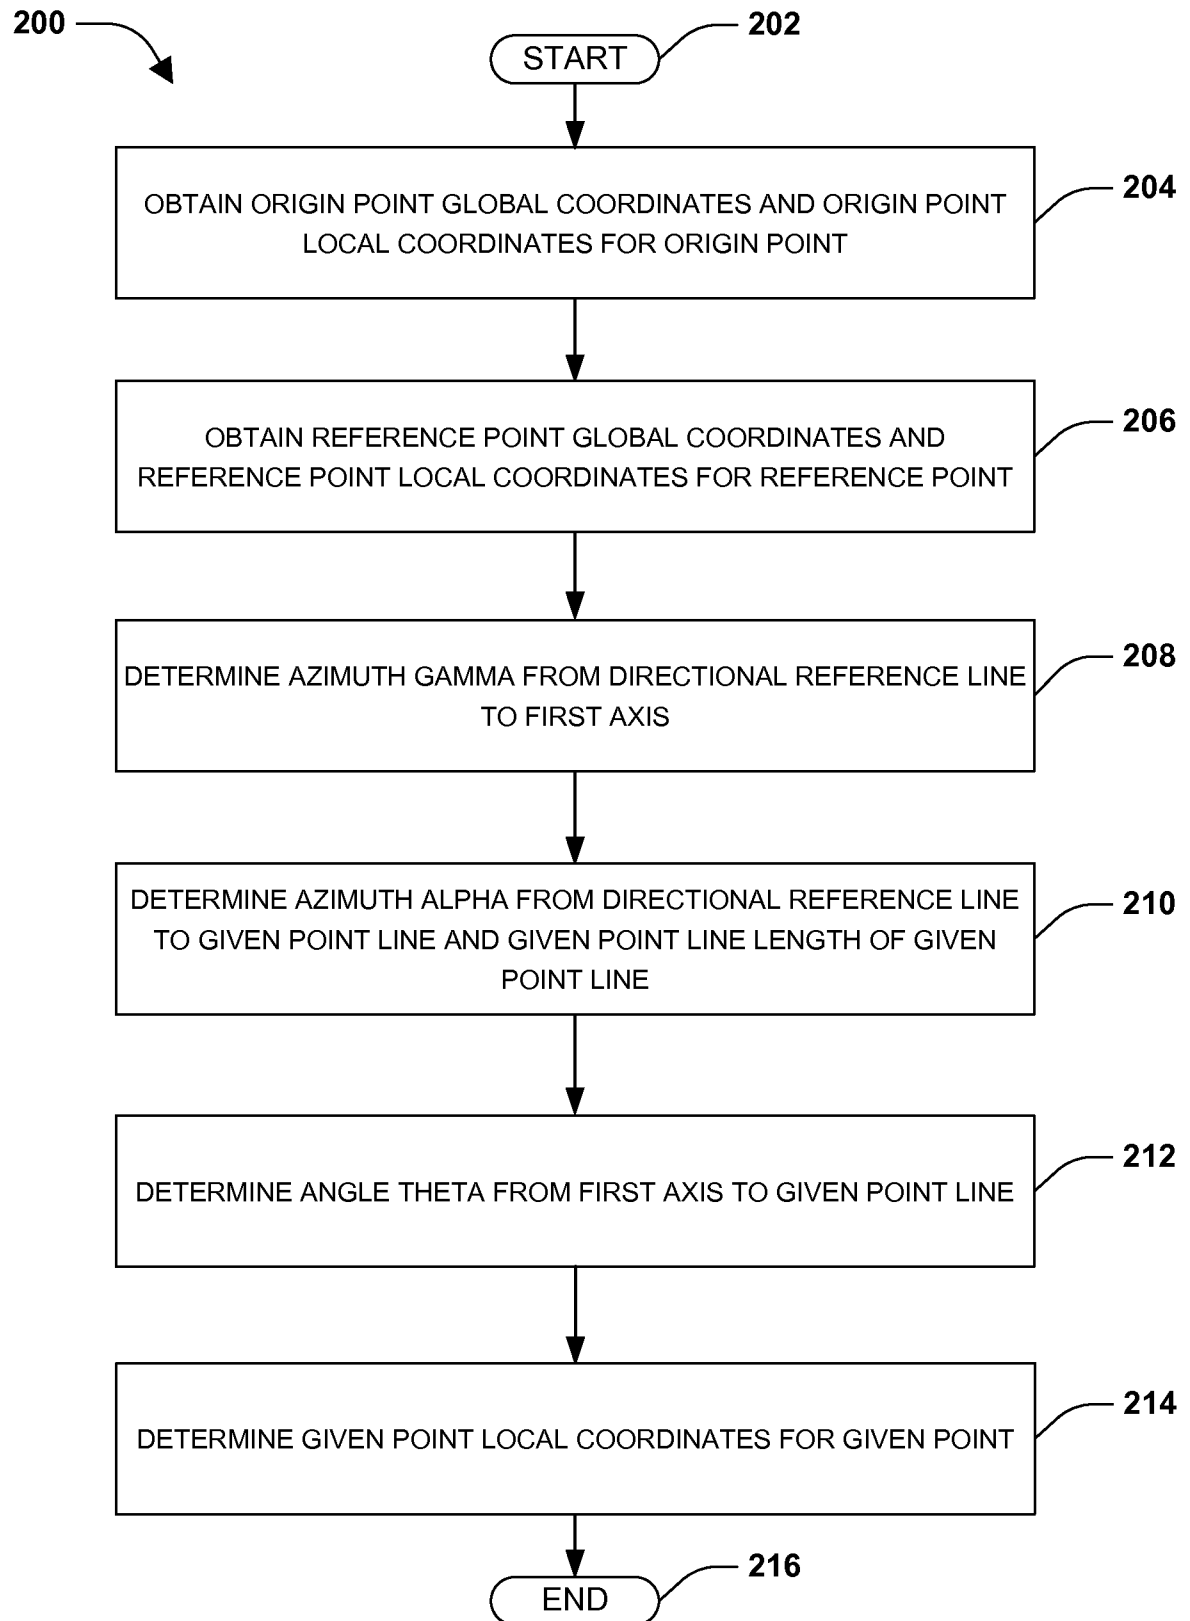 200
START
202
OBTAIN ORIGIN POINT GLOBAL COORDINATES AND ORIGIN POINT
LOCAL COORDINATES FOR ORIGIN POINT
204
OBTAIN REFERENCE POINT GLOBAL COORDINATES AND
REFERENCE POINT LOCAL COORDINATES FOR REFERENCE POINT
206
DETERMINE AZIMUTH GAMMA FROM DIRECTIONAL REFERENCE LINE
TO FIRST AXIS
208
DETERMINE AZIMUTH ALPHA FROM DIRECTIONAL REFERENCE LINE
TO GIVEN POINT LINE AND GIVEN POINT LINE LENGTH OF GIVEN
POINT LINE
210
DETERMINE ANGLE THETA FROM FIRST AXIS TO GIVEN POINT LINE
212
DETERMINE GIVEN POINT LOCAL COORDINATES FOR GIVEN POINT
214
END
216